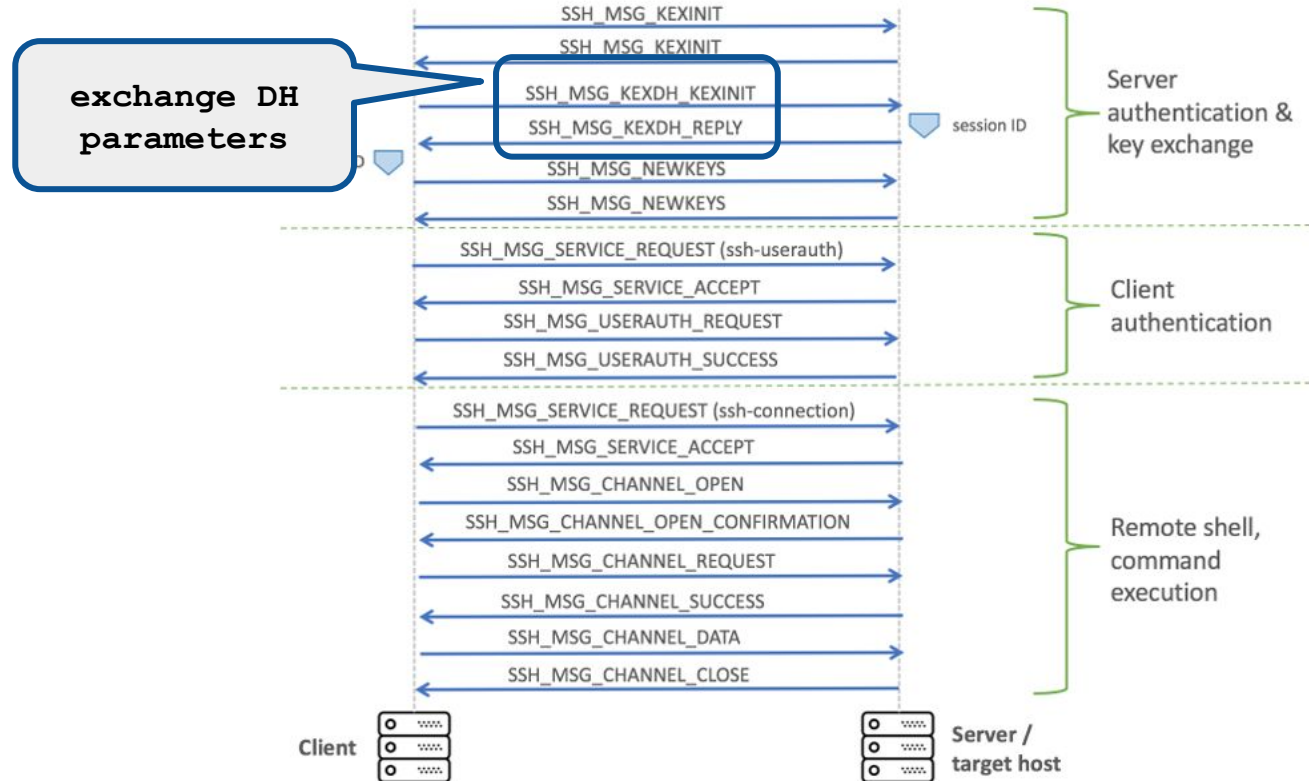 SSH_MSG_KEXINIT
SSH_MSG_KEXINIT
exchange DH
parameters
SSH_MSG_KEXDH_KEXINIT
SSH_MSG_KEXDH_REPLY
session ID
SSH_MSG_NEWKEYS
SSH_MSG_NEWKEYS
Server
authentication &
key exchange
SSH_MSG_SERVICE_REQUEST (ssh-userauth)
SSH_MSG_SERVICE_ACCEPT
SSH_MSG_USERAUTH_REQUEST
SSH_MSG_USERAUTH_SUCCESS
Client
authentication
SSH_MSG_SERVICE_REQUEST (ssh-connection)
SSH_MSG_SERVICE_ACCEPT
SSH_MSG_CHANNEL_OPEN
SSH_MSG_CHANNEL_OPEN_CONFIRMATION
SSH_MSG_CHANNEL_REQUEST
SSH_MSG_CHANNEL_SUCCESS
SSH_MSG_CHANNEL_DATA
SSH_MSG_CHANNEL_CLOSE
Remote shell,
command
execution
Client
Server /
target host